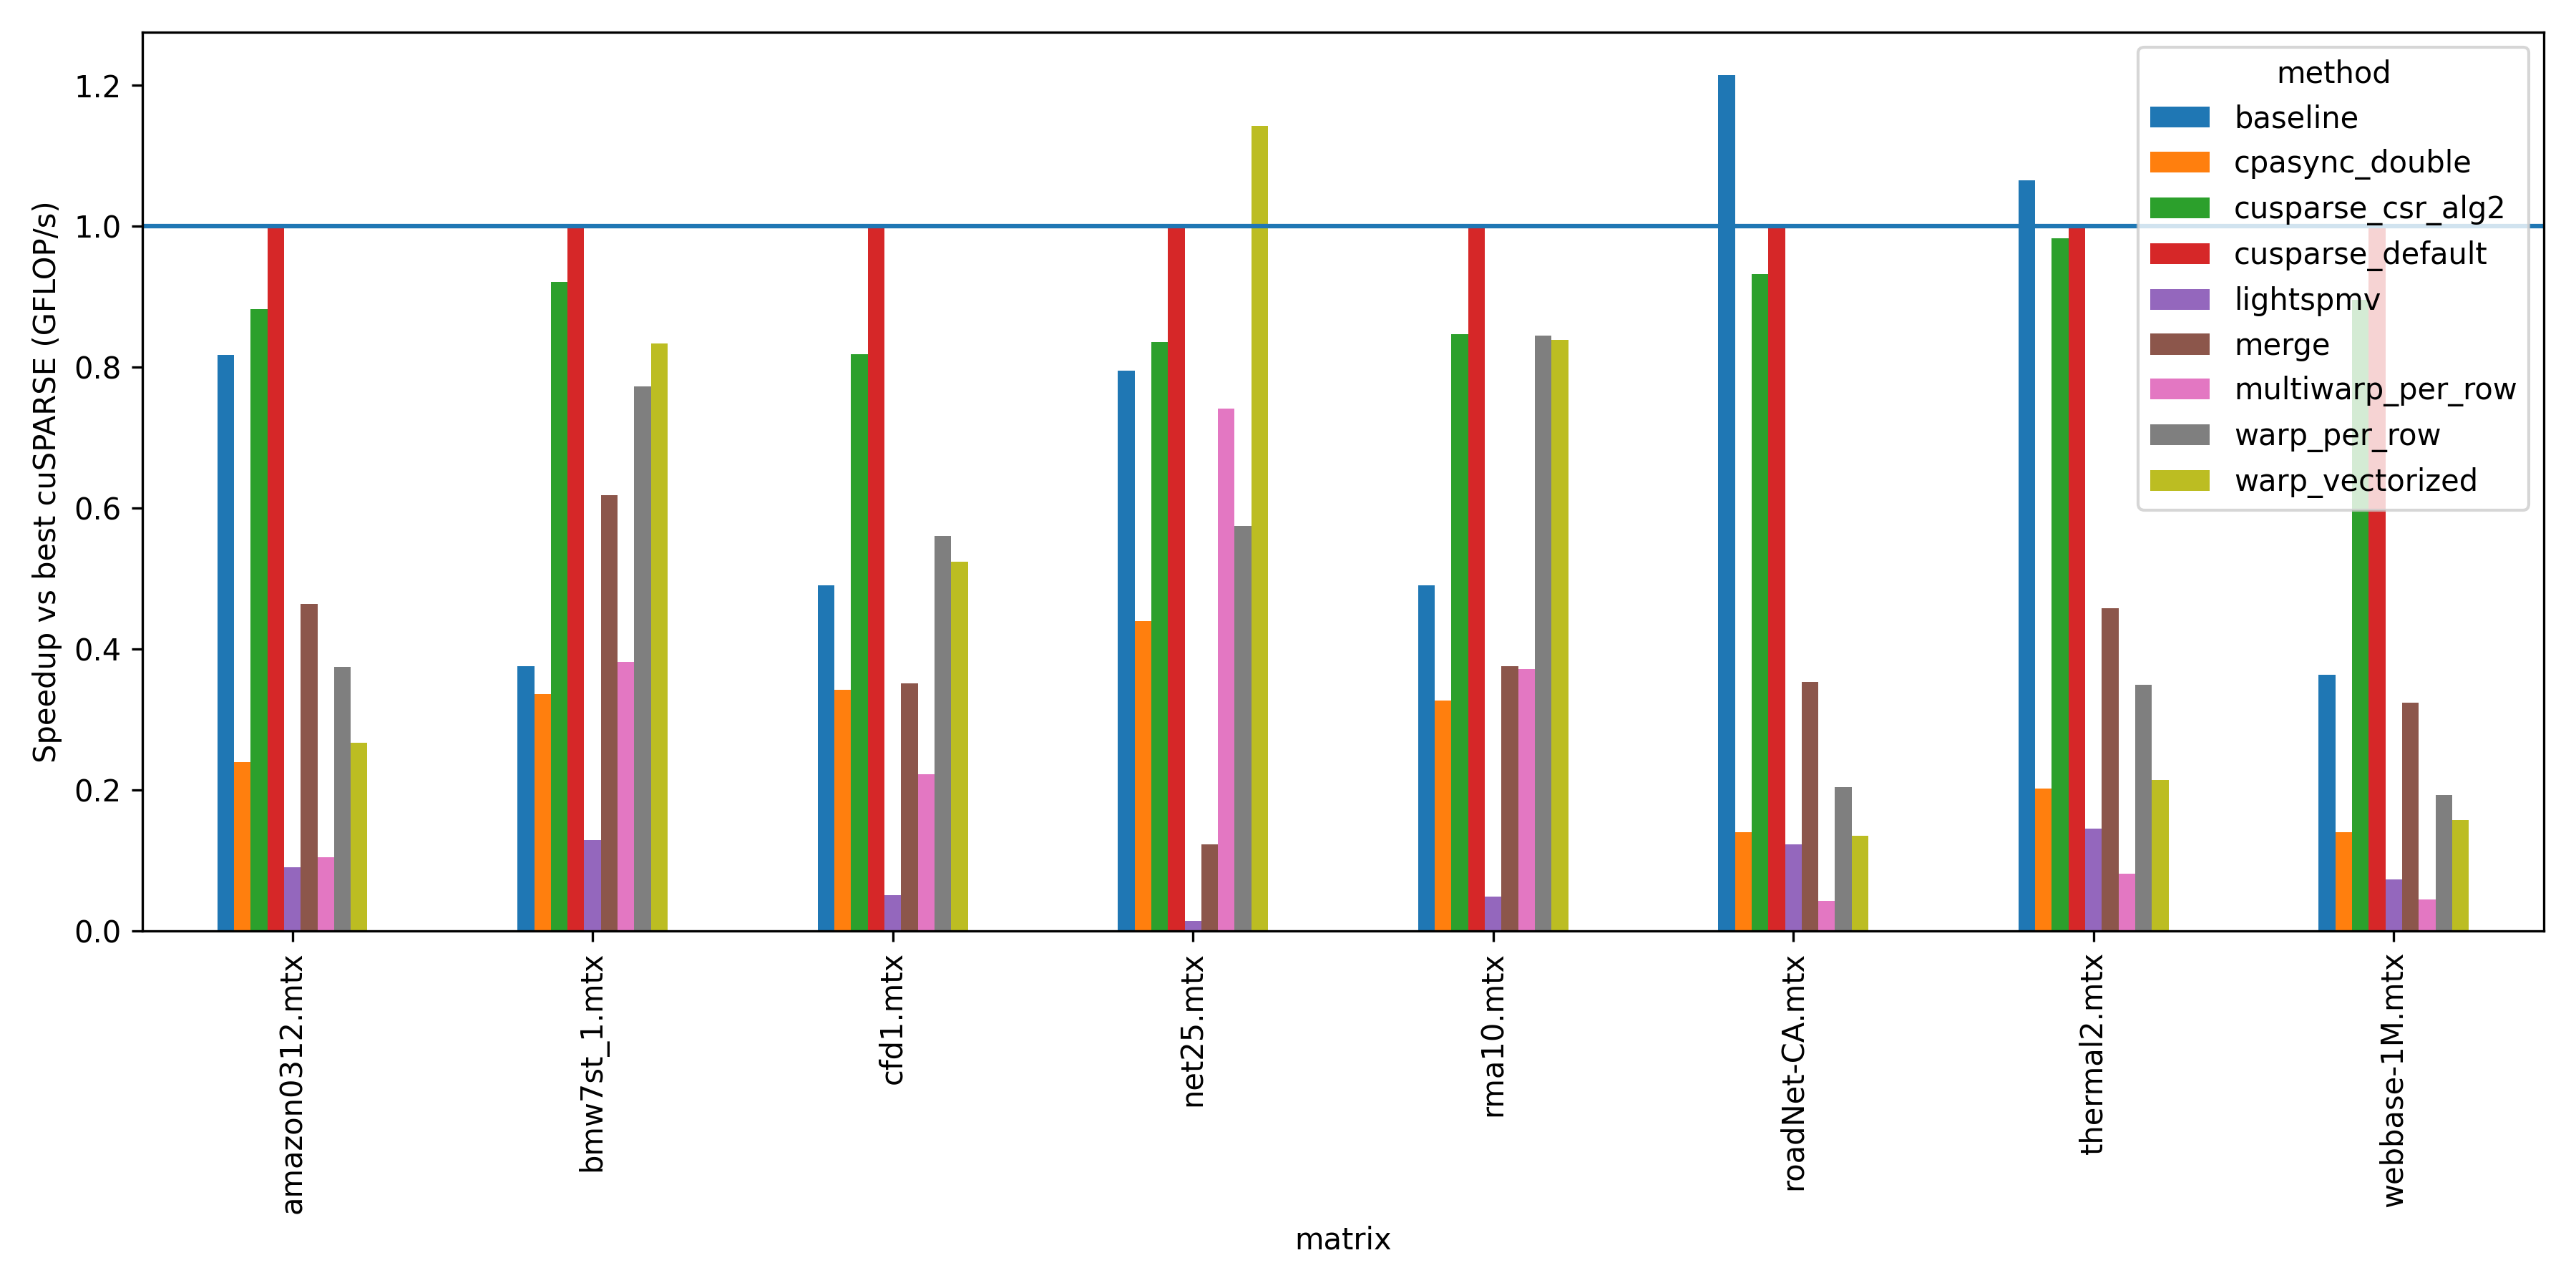 Speedup vs best cuSPARSE (GFLOP/s)
1.2
1.0
0.8
0.6
0.4
0.2
0.0
method
baseline
cpasync_double
cusparse_csr_alg2
cusparse_default
lightspmv
merge
multiwarp_per_row
warp_per_row
warp_vectorized
amazon0312.mtx
bmw7st_1.mtx
cfd1.mtx
net25.mtx
rma10.mtx
roadNet-CA.mtx
thermal2.mtx
webbase-1M.mtx
matrix